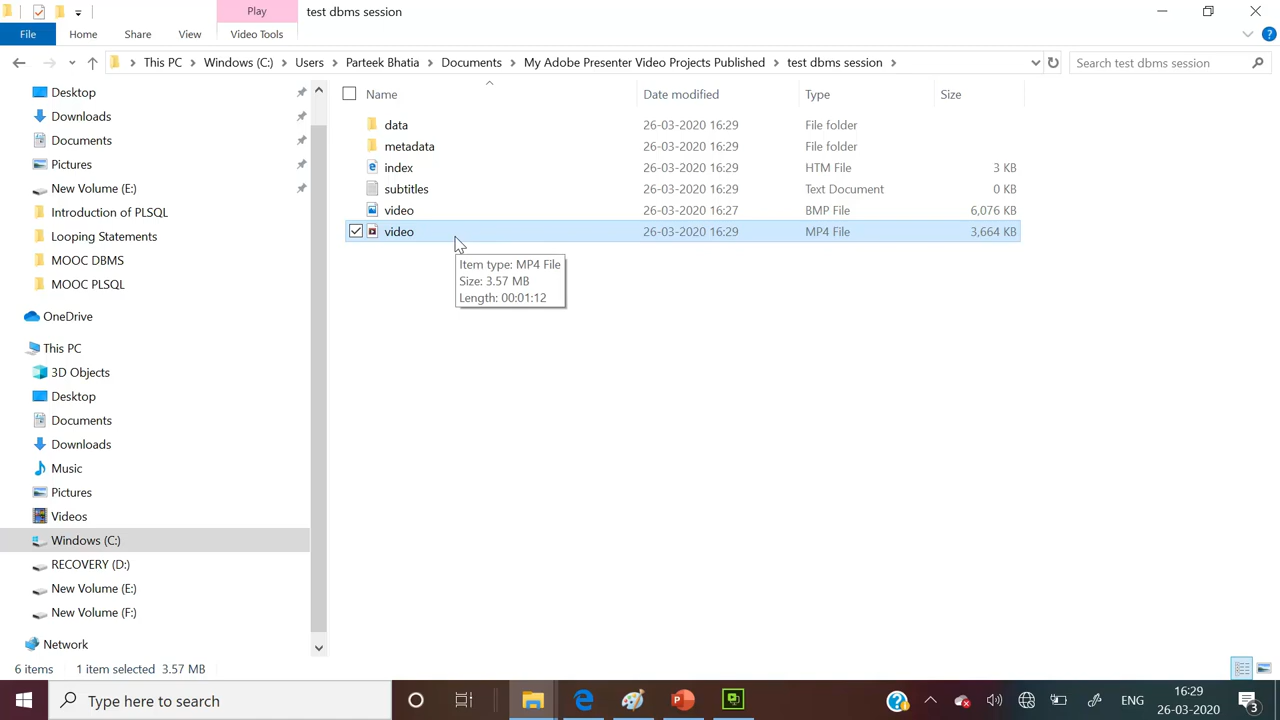 Play
test dbms session
File
Home
Share
View
Video Tools
This PC
Windows (C:)
Users
Parteek Bhatia
Documents
My Adobe Presenter Video Projects Published
test dbms session
Search test dbms session
Desktop
Downloads
Documents
Pictures
New Volume (E:)
Introduction of PLSQL
Looping Statements
MOOC DBMS
MOOC PLSQL
OneDrive
This PC
3D Objects
Desktop
Documents
Downloads
Music
Pictures
Videos
Windows (C:)
RECOVERY (D:)
New Volume (E:)
New Volume (F:)
Network
Name Date modified Type Size
data 26-03-2020 16:29 File folder
metadata 26-03-2020 16:29 File folder
index 26-03-2020 16:29 HTM File 3 KB
subtitles 26-03-2020 16:29 Text Document 0 KB
video 26-03-2020 16:27 BMP File 6,076 KB
video 26-03-2020 16:29 MP4 File 3,664 KB
Item type: MP4 File
Size: 3.57 MB
Length: 00:01:12
6 items 1 item selected 3.57 MB
Type here to search
ENG
16:29
26-03-2020
3